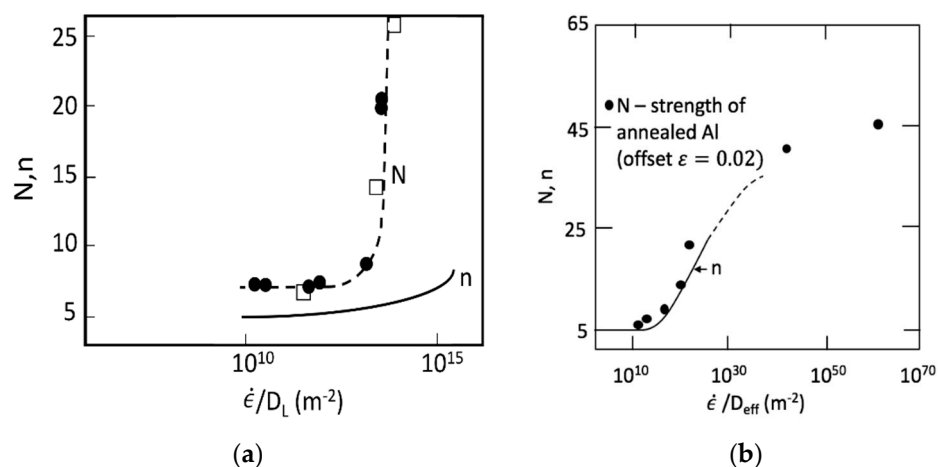 25
20
15
10
5
N, n
N
n
10^10
10^15
ϵ̇/D_L (m^-2)
(a)
65
45
25
5
N, n
N – strength of
annealed Al
(offset ε = 0.02)
n
10^10
10^30
10^50
10^70
ϵ̇/D_eff (m^-2)
(b)